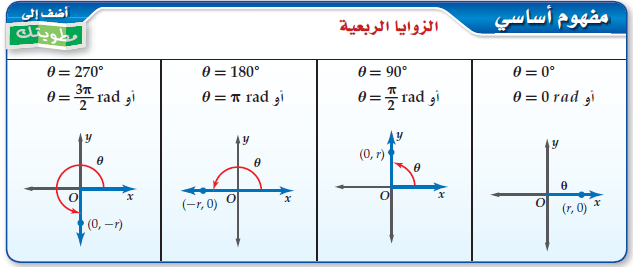 مفهوم أساسي
الزوايا الربعية
أضف إلى
مطويتك
θ = 0°
أو θ = 0 rad
y
θ
O
(r, 0)
x
θ = 90°
أو θ = π/2 rad
y
(0, r)
θ
O
x
θ = 180°
أو θ = π rad
y
θ
(−r, 0)
O
x
θ = 270°
أو θ = 3π/2 rad
y
θ
O
x
(0, −r)